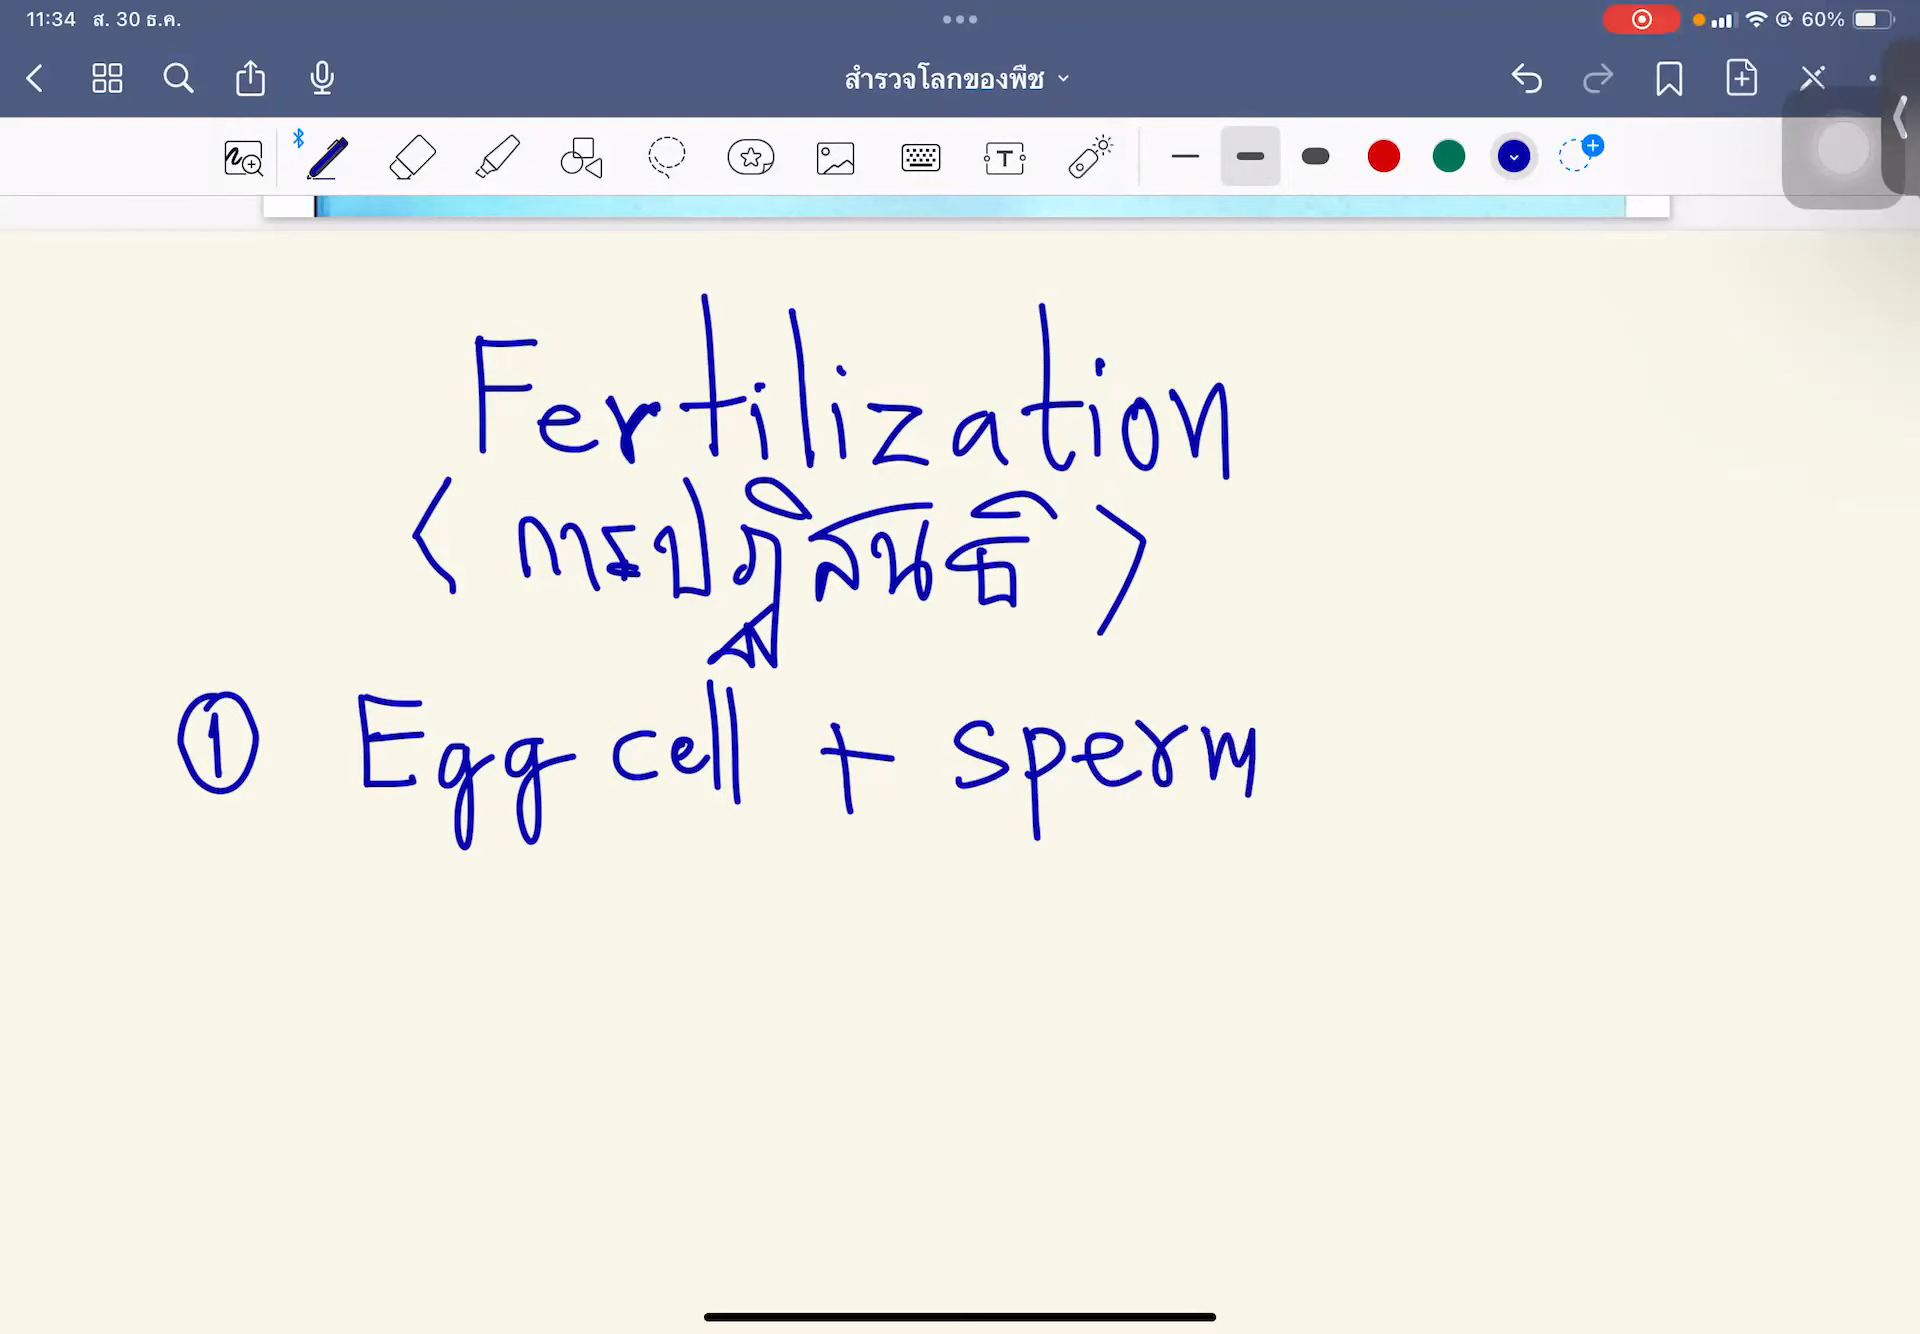 11:34 ส. 30 ธ.ค. 60%
สำรวจโลกของพืช
Fertilization
< การปฏิสนธิ >
① Egg cell + sperm